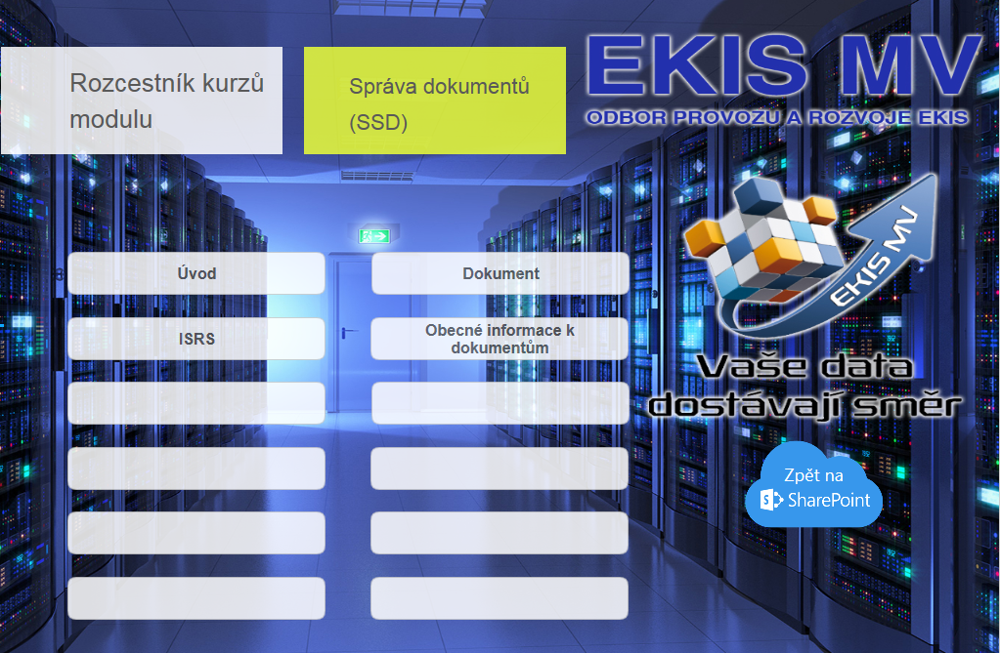 Rozcestník kurzů
modulu
Správa dokumentů
(SSD)
EKIS MV
ODBOR PROVOZU A ROZVOJE EKIS
EKIS MV
Vaše data
dostávají směr
Úvod
Dokument
ISRS
Obecné informace k
dokumentům
Zpět na
S SharePoint